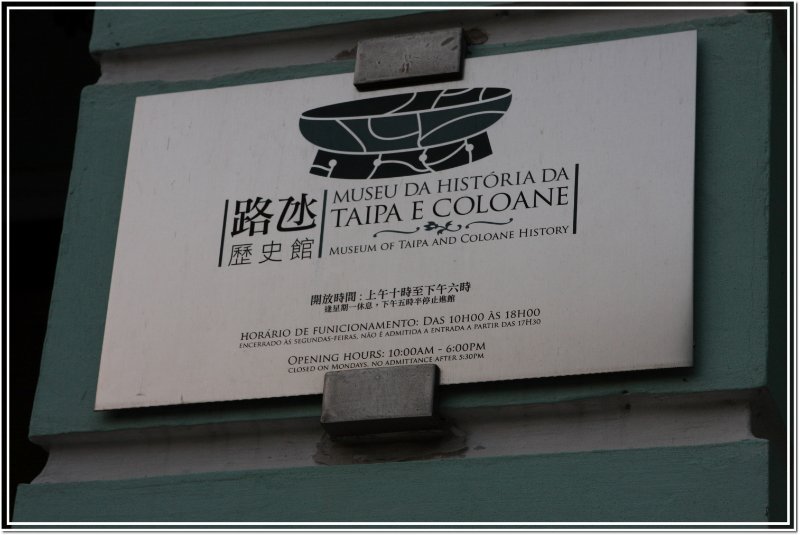 路氹
歷史館
MUSEU DA HISTÓRIA DA
TAIPA E COLOANE
MUSEUM OF TAIPA AND COLOANE HISTORY
開放時間：上午十時至下午六時
逢星期一休息，下午五時半停止進館
HORÁRIO DE FUNICIONAMENTO: DAS 10H00 ÀS 18H00
ENCERRADO ÀS SEGUNDAS-FEIRAS, NÃO É ADMITIDA A ENTRADA A PARTIR DAS 17H30
OPENING HOURS: 10:00AM - 6:00PM
CLOSED ON MONDAYS, NO ADMITTANCE AFTER 5:30PM